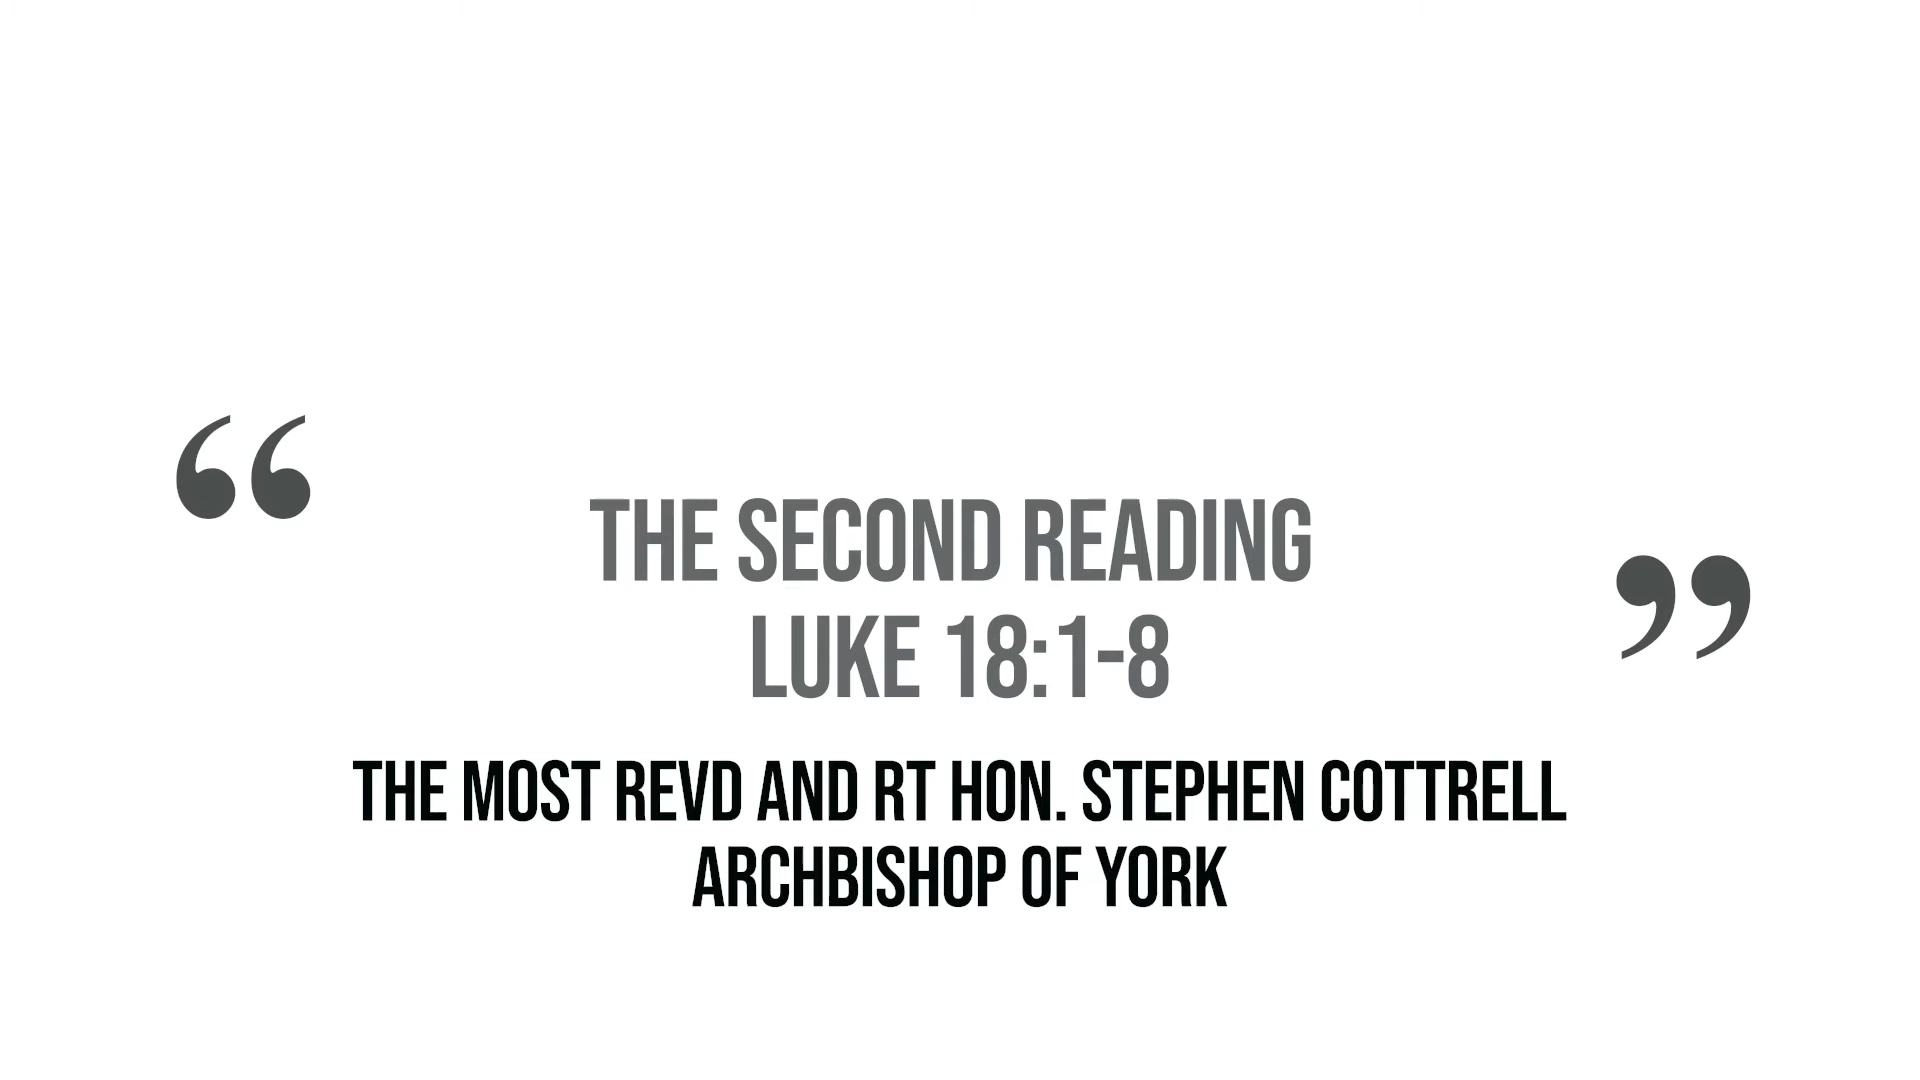 “
THE SECOND READING
LUKE 18:1-8
”
THE MOST REVD AND RT HON. STEPHEN COTTRELL
ARCHBISHOP OF YORK